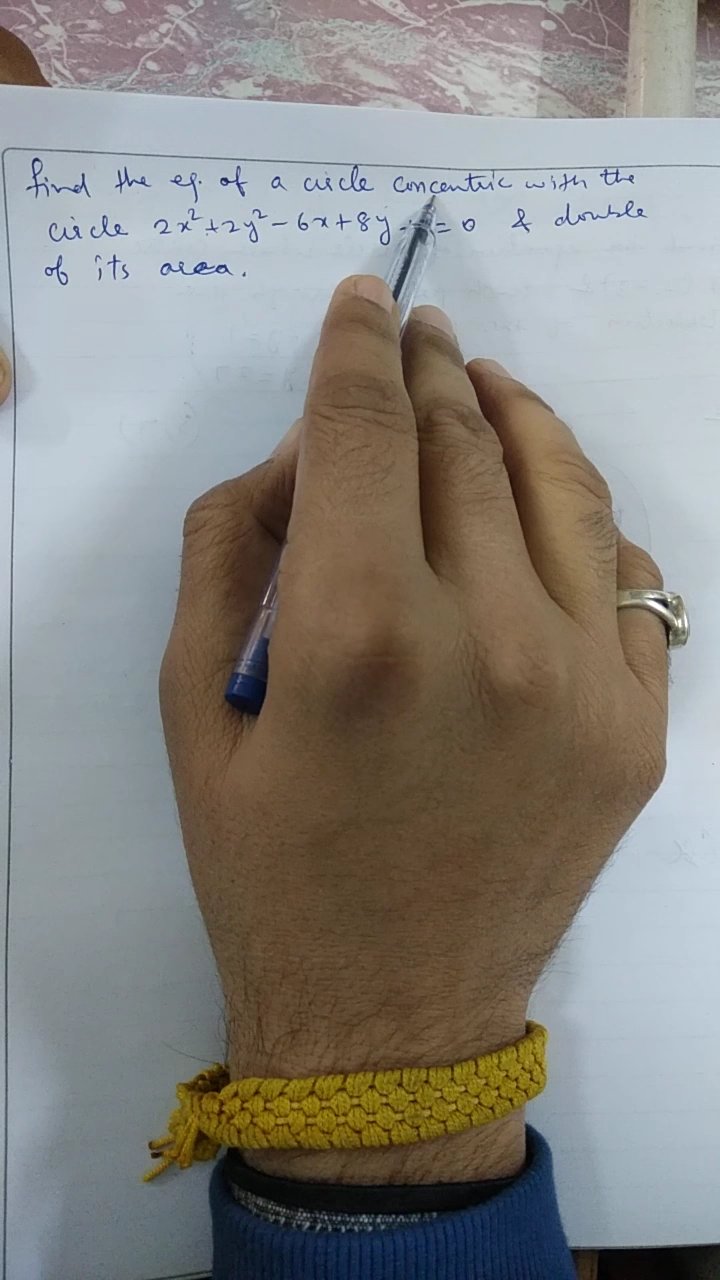 find the eq. of a circle concentric with the
circle 2x²+2y²-6x+8y = 0 & double
of its area.